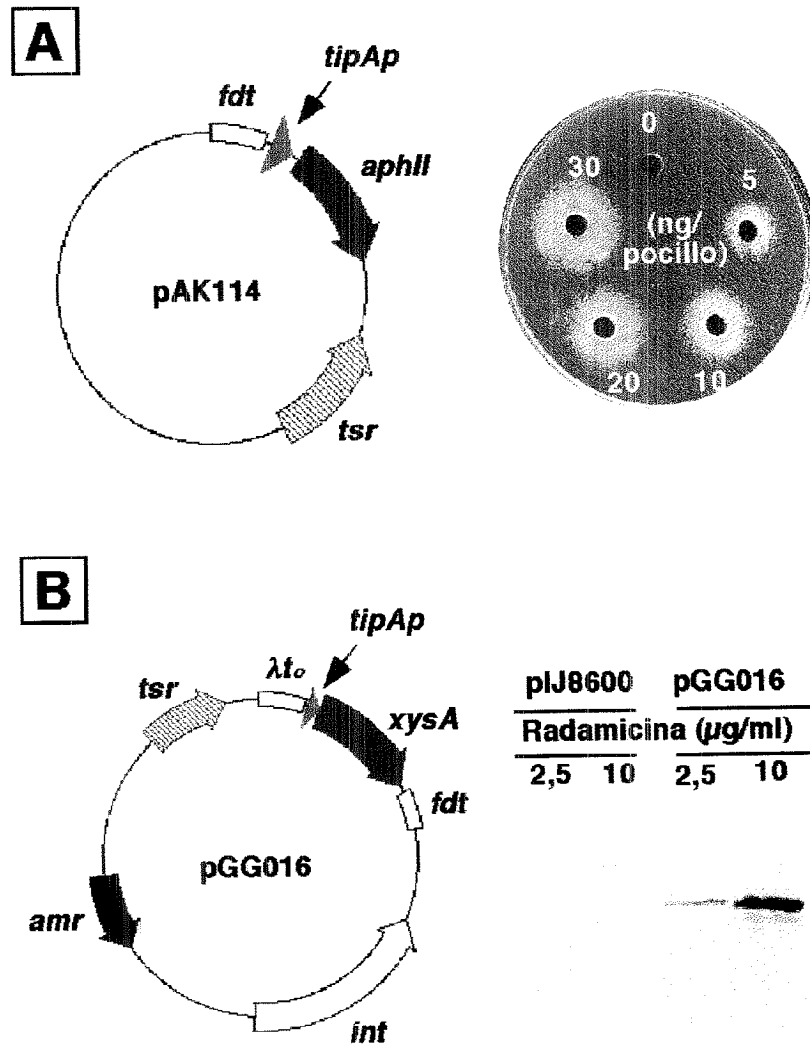 A
tipAp
fdt
aphII
pAK114
tsr
0
30
5
(ng/
pocillo)
20
10
B
tipAp
λto
tsr
xysA
fdt
pGG016
amr
int
pIJ8600 pGG016
Radamicina (µg/ml)
2,5 10 2,5 10